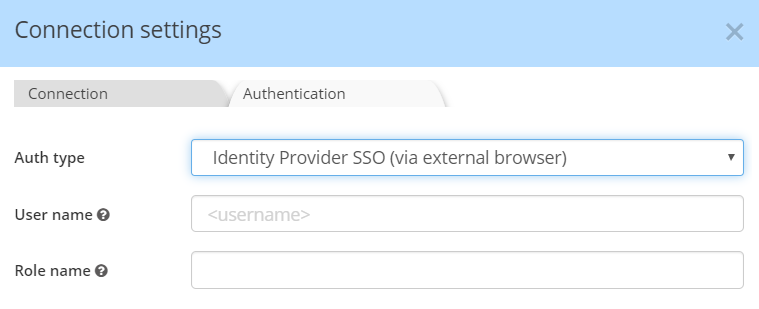 Connection settings
Connection
Authentication
Auth type
Identity Provider SSO (via external browser)
User name
<username>
Role name